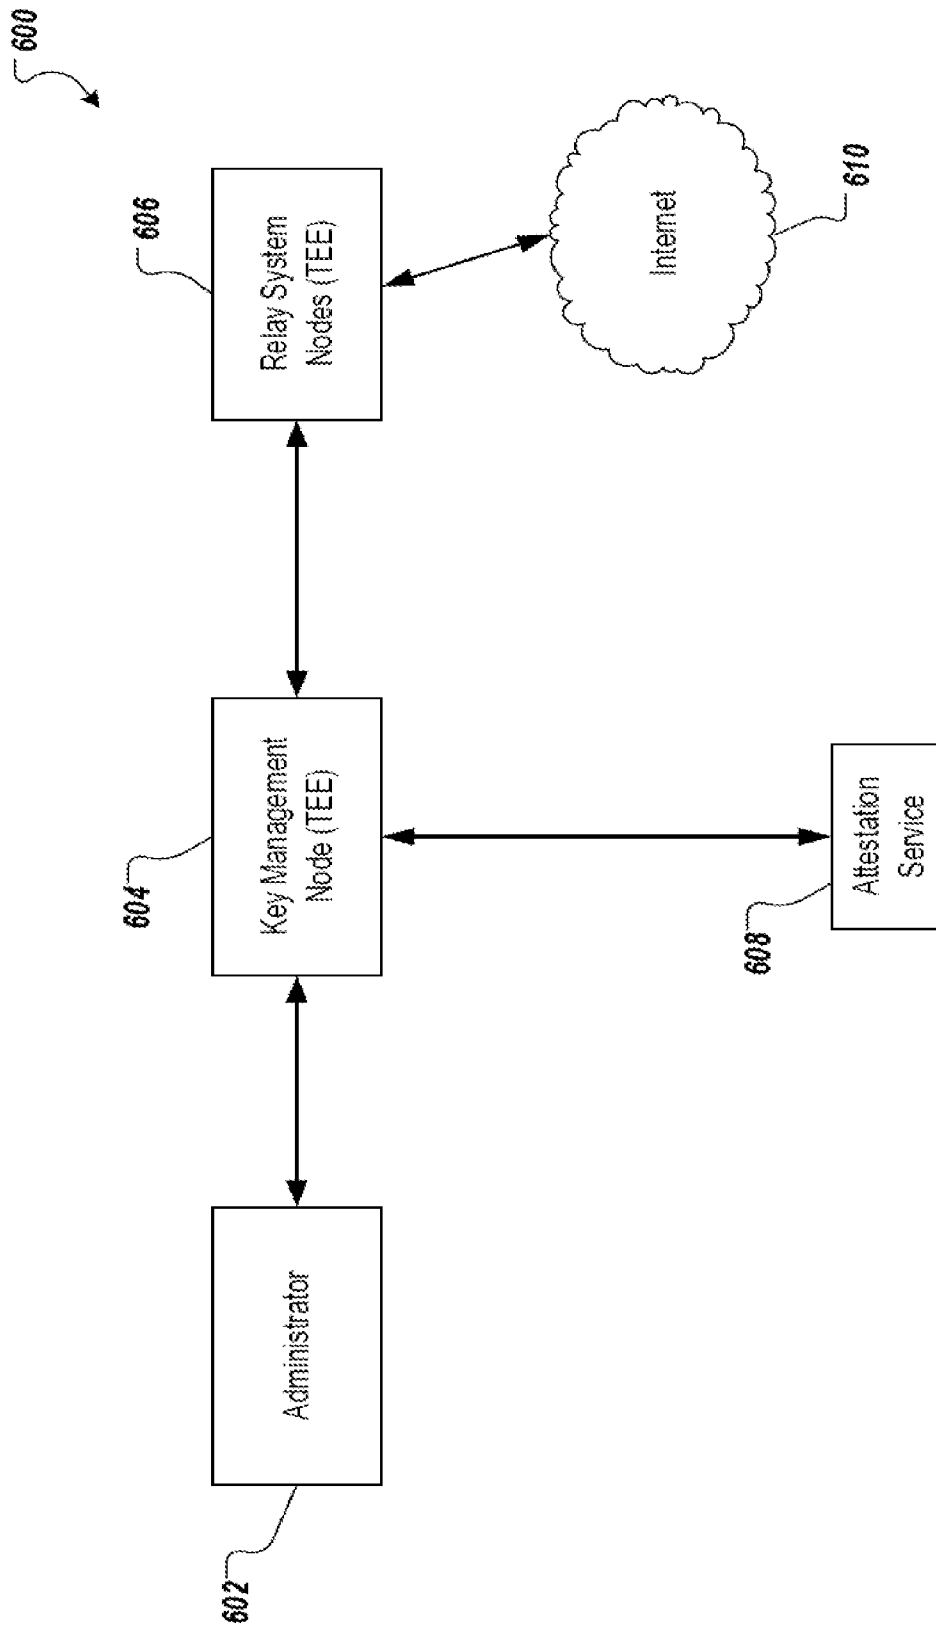 600
602
Administrator
604
Key Management
Node (TEE)
606
Relay System
Nodes (TEE)
608
Attestation
Service
Internet
610